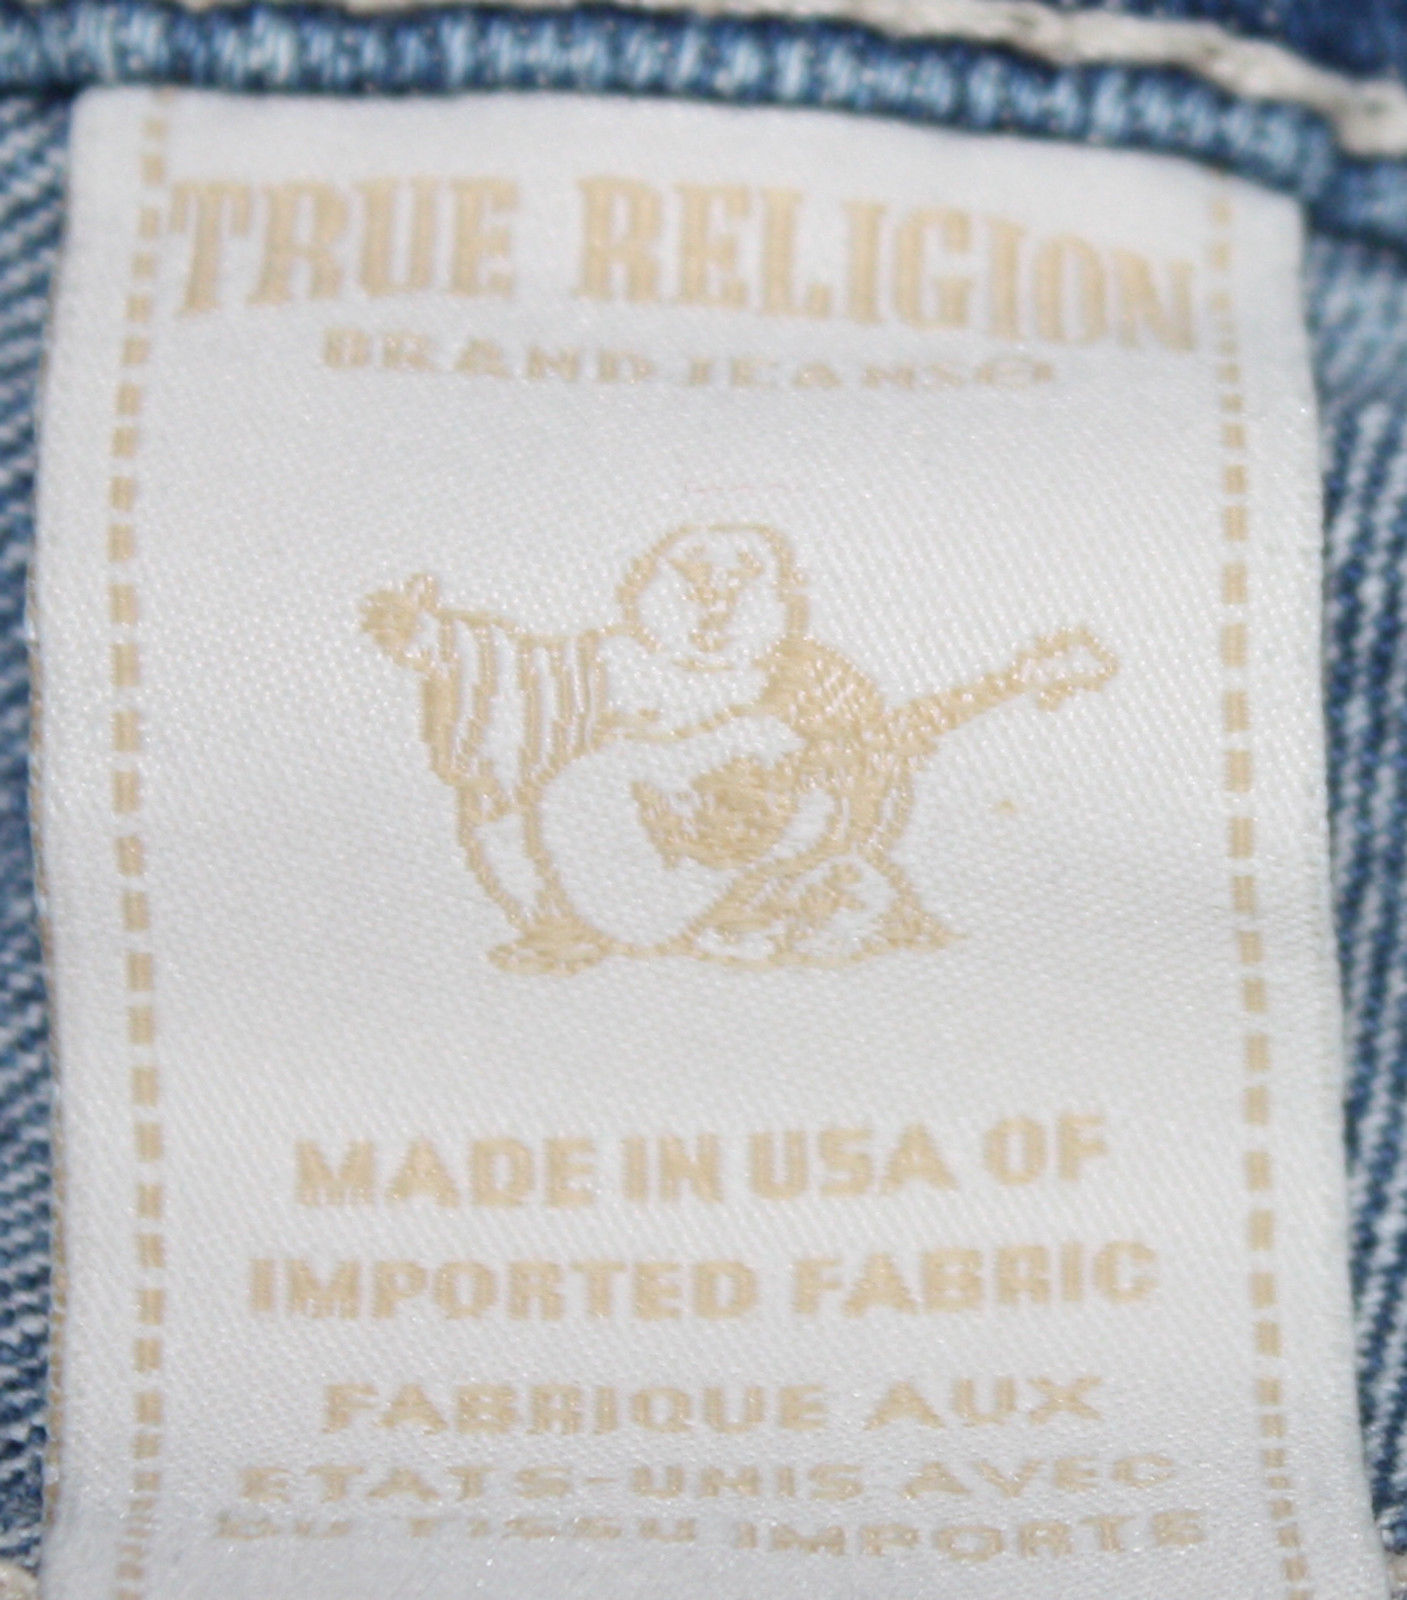 TRUE RELIGION
BRAND JEANS®
MADE IN USA OF
IMPORTED FABRIC
FABRIQUE AUX
ETATS-UNIS AVEC
DU TISSU IMPORTE